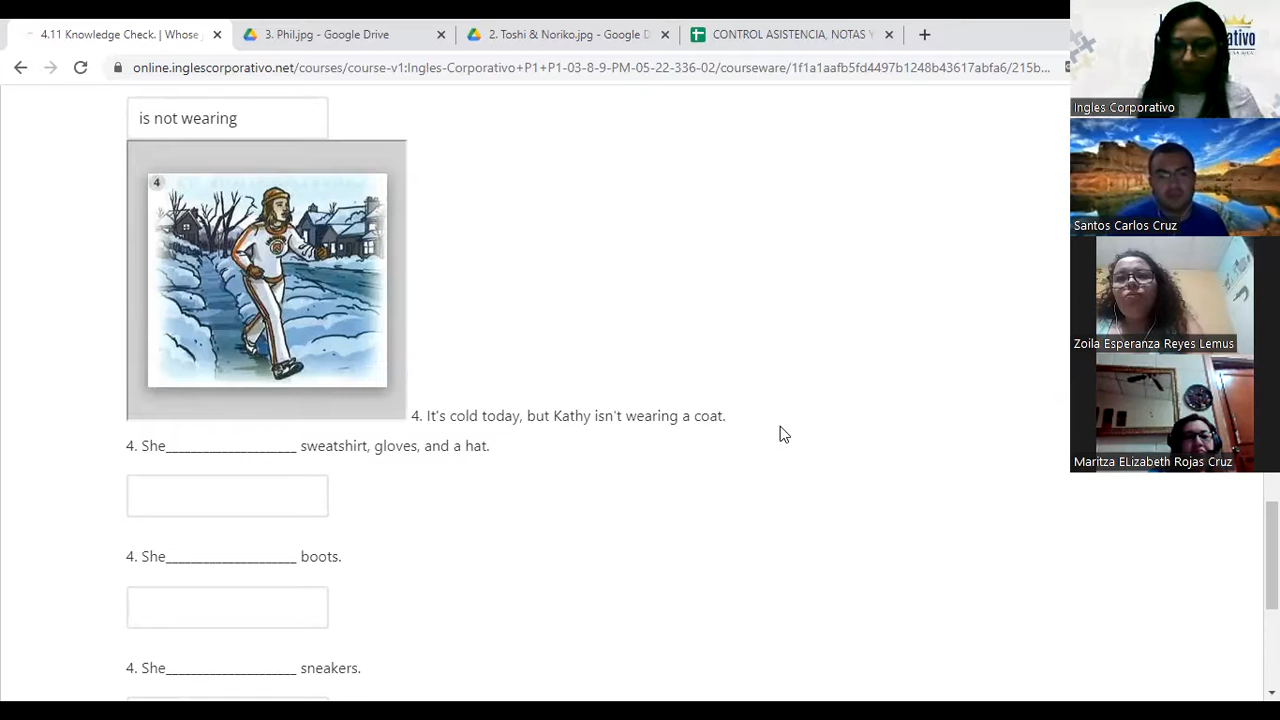 4.11 Knowledge Check. | Whose
3. Phil.jpg - Google Drive
2. Toshi & Noriko.jpg - Google D
CONTROL ASISTENCIA, NOTAS Y
online.inglescorporativo.net/courses/course-v1:Ingles-Corporativo+P1+P1-03-8-9-PM-05-22-336-02/courseware/1f1a1aafb5fd4497b1248b43617abfa6/215b...
is not wearing
4
4. It's cold today, but Kathy isn't wearing a coat.
4. She____________________ sweatshirt, gloves, and a hat.
4. She____________________ boots.
4. She____________________ sneakers.
Ingles Corporativo
Santos Carlos Cruz
Zoila Esperanza Reyes Lemus
Maritza ELizabeth Rojas Cruz